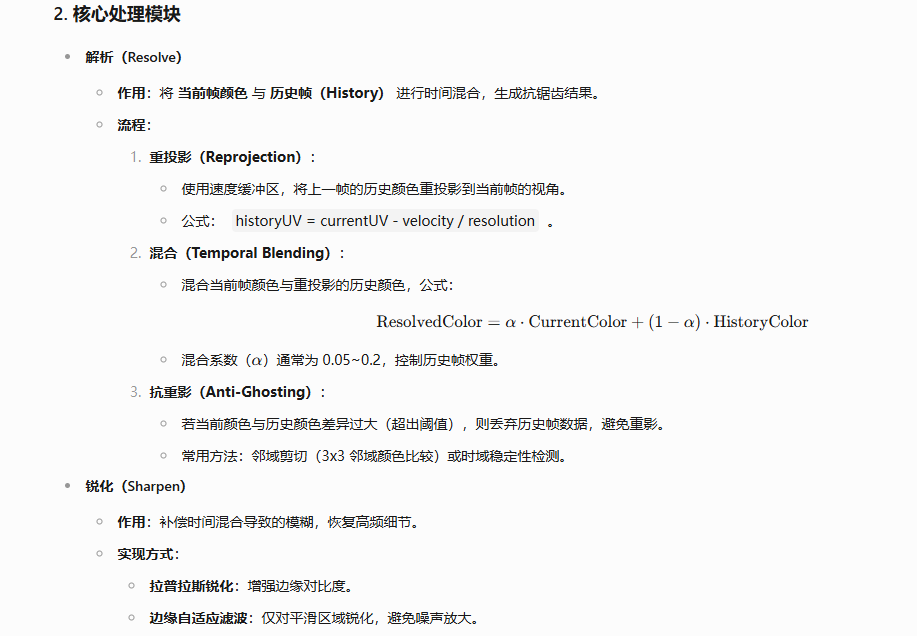 2. 核心处理模块
解析（Resolve）
作用：将 当前帧颜色 与 历史帧（History） 进行时间混合，生成抗锯齿结果。
流程：
1. 重投影（Reprojection）：
使用速度缓冲区，将上一帧的历史颜色重投影到当前帧的视角。
公式： historyUV = currentUV - velocity / resolution 。
2. 混合（Temporal Blending）：
混合当前帧颜色与重投影的历史颜色，公式：
ResolvedColor = α · CurrentColor + (1 − α) · HistoryColor
混合系数（α）通常为 0.05~0.2，控制历史帧权重。
3. 抗重影（Anti-Ghosting）：
若当前颜色与历史颜色差异过大（超出阈值），则丢弃历史帧数据，避免重影。
常用方法：邻域剪切（3x3 邻域颜色比较）或时域稳定性检测。
锐化（Sharpen）
作用：补偿时间混合导致的模糊，恢复高频细节。
实现方式：
拉普拉斯锐化：增强边缘对比度。
边缘自适应滤波：仅对平滑区域锐化，避免噪声放大。